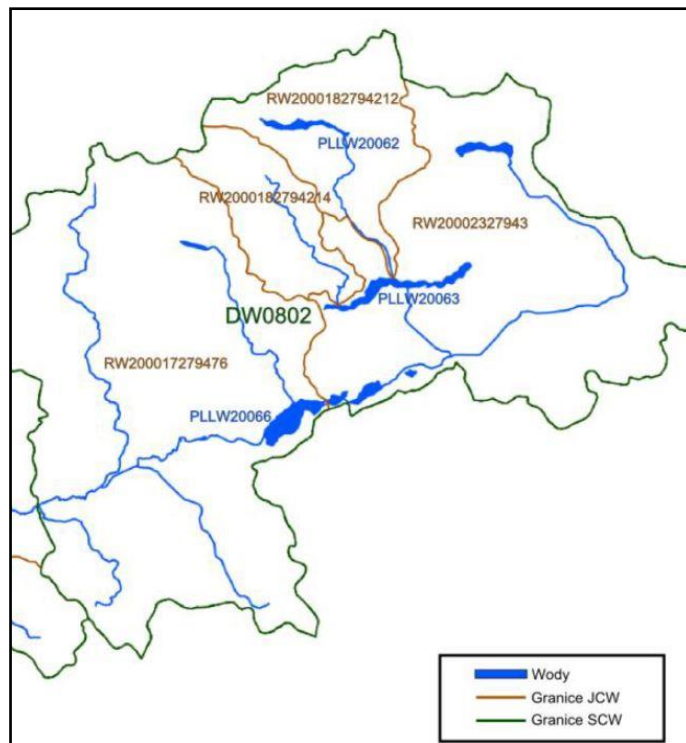 RW2000182794212
PLLW20062
RW2000182794214
RW20002327943
PLLW20063
DW0802
RW200017279476
PLLW20066
Wody
Granice JCW
Granice SCW